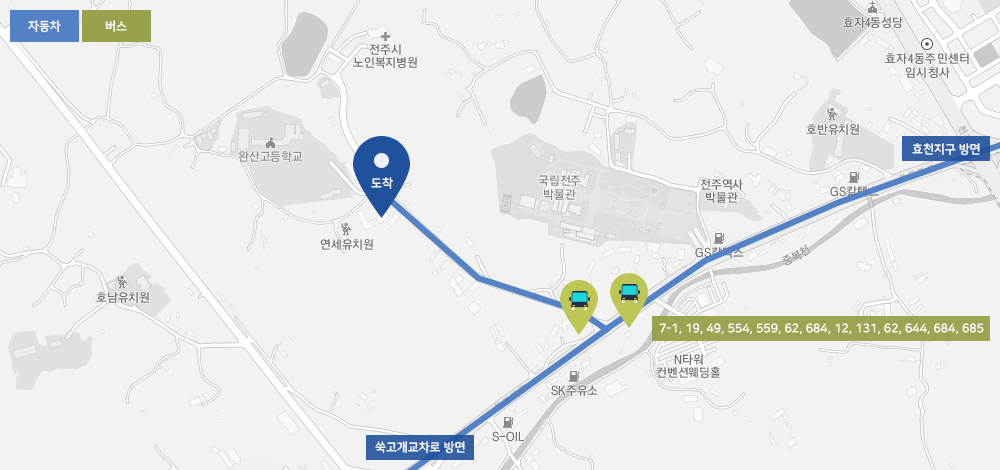 자동차
버스
효자4동성당
전주시
노인복지병원
효자4동주민센터
임시청사
호반유치원
효천지구 방면
완산고등학교
국립전주
박물관
전주역사
박물관
도착
연세유치원
GS칼텍스
GS칼텍스
중복천
호남유치원
7-1, 19, 49, 554, 559, 62, 684, 12, 131, 62, 644, 684, 685
N타워
컨벤션웨딩홀
SK주유소
S-OIL
쑥고개교차로 방면